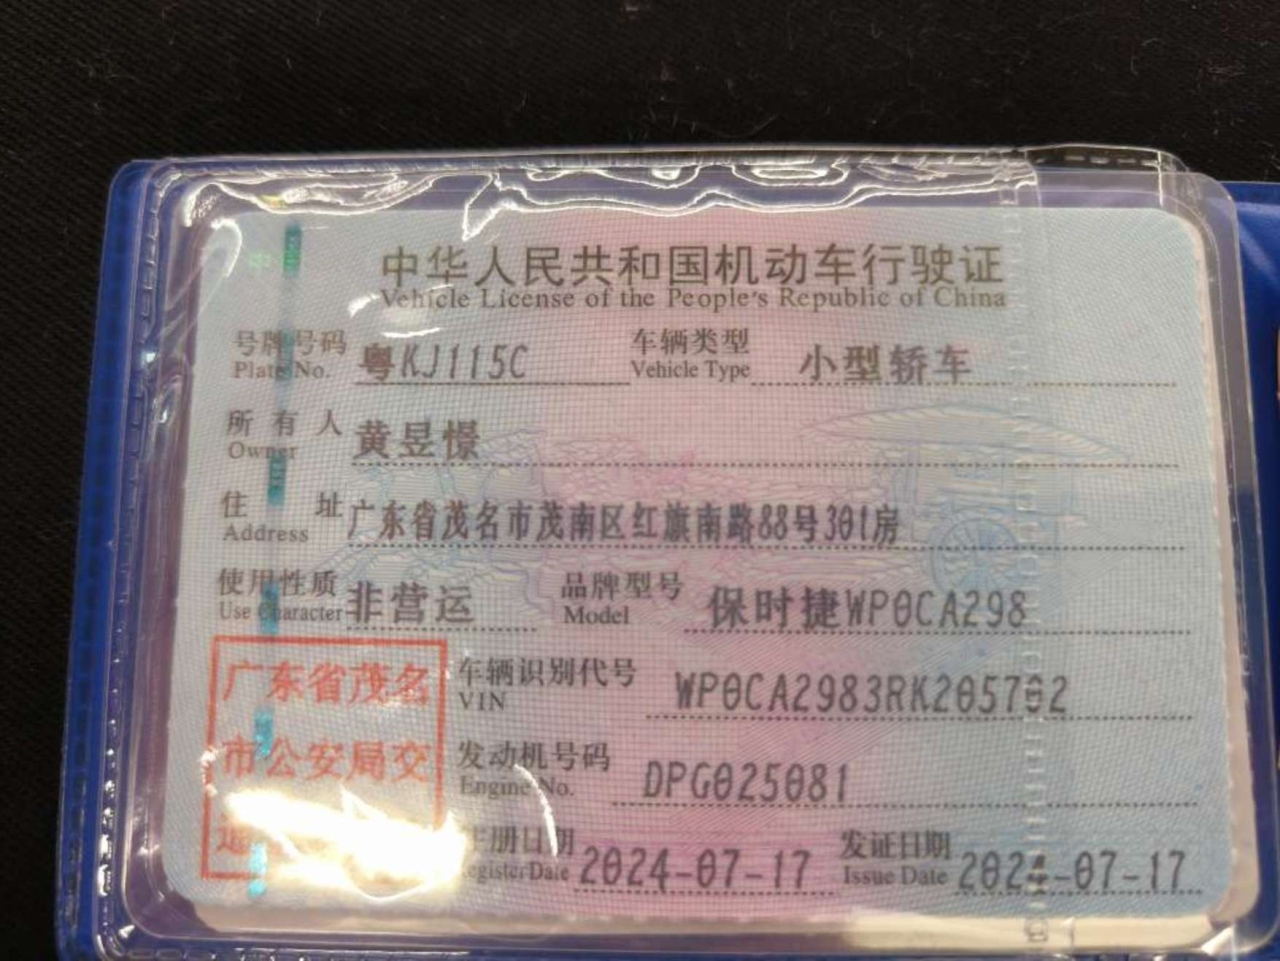 中华人民共和国机动车行驶证
Vehicle License of the People's Republic of China
号牌号码 粤KJ115C 车辆类型 小型轿车
Plate No. Vehicle Type
所有人 黄昱憬
Owner
住址 广东省茂名市茂南区红旗南路88号301房
Address
使用性质 非营运 品牌型号 保时捷WP0CA298
Use Character Model
广东省茂名 车辆识别代号 WP0CA2983RK205702
VIN
市公安局交 发动机号码 DPG025081
Engine No.
册日期 2024-07-17 发证日期 2024-07-17
Register Date Issue Date